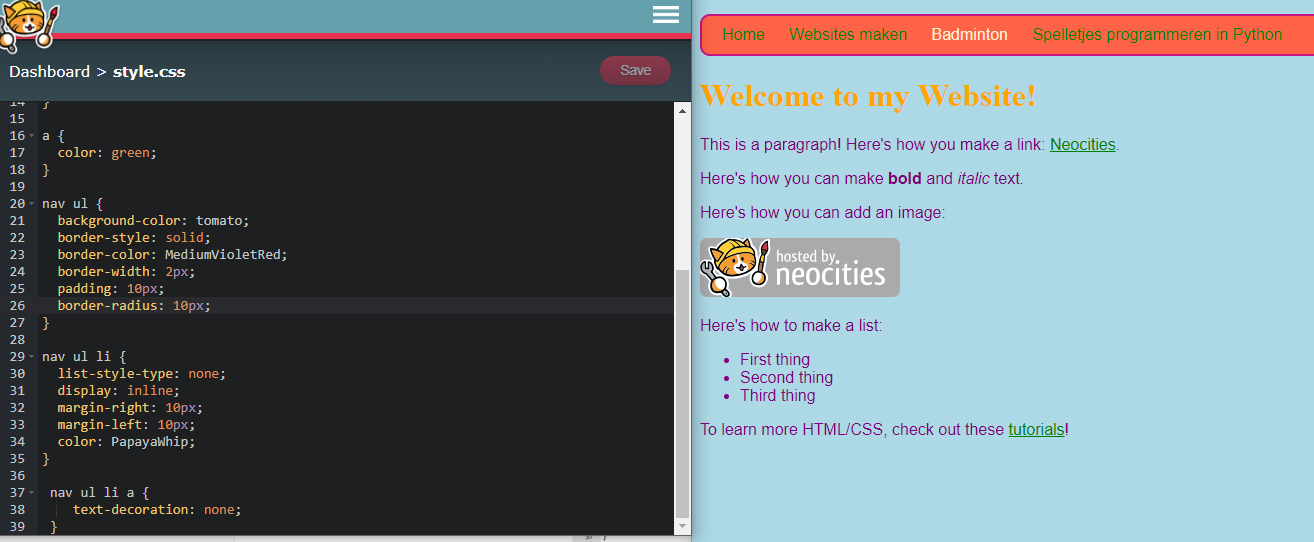 Dashboard > style.css
Save
14 }
15
16 a {
17 color: green;
18 }
19
20 nav ul {
21 background-color: tomato;
22 border-style: solid;
23 border-color: MediumVioletRed;
24 border-width: 2px;
25 padding: 10px;
26 border-radius: 10px;
27 }
28
29 nav ul li {
30 list-style-type: none;
31 display: inline;
32 margin-right: 10px;
33 margin-left: 10px;
34 color: PapayaWhip;
35 }
36
37 nav ul li a {
38 text-decoration: none;
39 }
Home Websites maken Badminton Spelletjes programmeren in Python
Welcome to my Website!
This is a paragraph! Here's how you make a link: Neocities.
Here's how you can make bold and italic text.
Here's how you can add an image:
hosted by
neocities
Here's how to make a list:
• First thing
• Second thing
• Third thing
To learn more HTML/CSS, check out these tutorials!